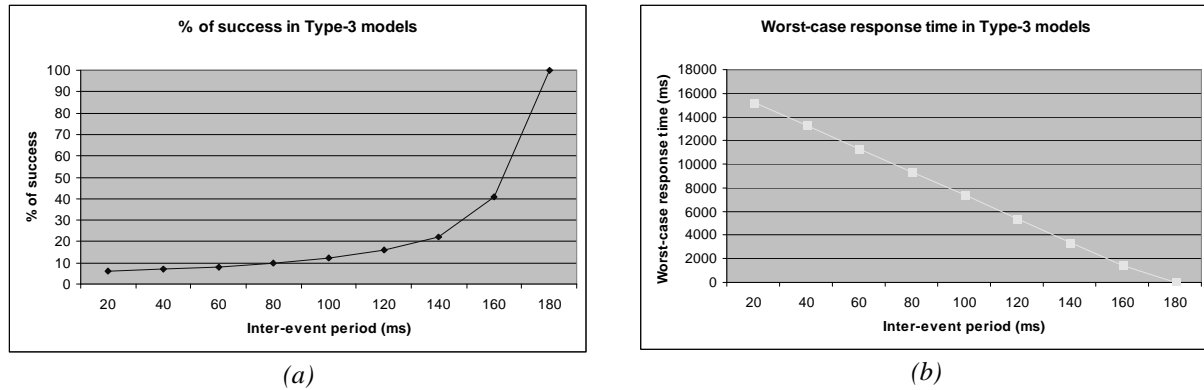 % of success in Type-3 models
% of success
100
90
80
70
60
50
40
30
20
10
0
20 40 60 80 100 120 140 160 180
Inter-event period (ms)
(a)
Worst-case response time in Type-3 models
Worst-case response time (ms)
18000
16000
14000
12000
10000
8000
6000
4000
2000
0
20 40 60 80 100 120 140 160 180
Inter-event period (ms)
(b)